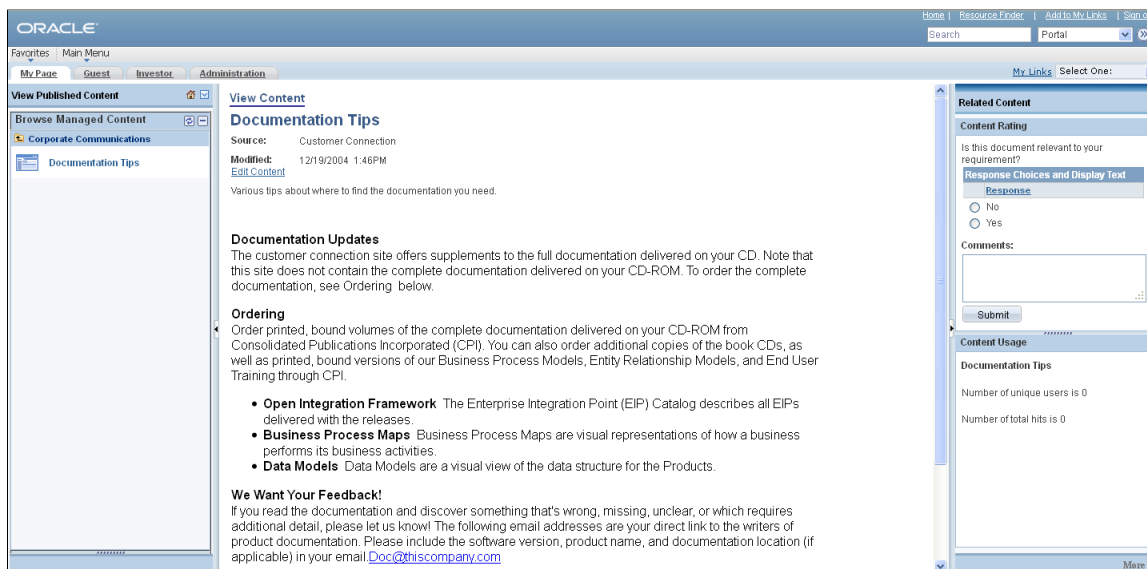 Home | Resource Finder | Add to My Links | Sign o
ORACLE
Search Portal
Favorites Main Menu
My Page Guest Investor Administration
My Links Select One:
View Published Content
Browse Managed Content
Corporate Communications
Documentation Tips
View Content
Documentation Tips
Source: Customer Connection
Modified: 12/19/2004 1:46PM
Edit Content
Various tips about where to find the documentation you need.
Documentation Updates
The customer connection site offers supplements to the full documentation delivered on your CD. Note that
this site does not contain the complete documentation delivered on your CD-ROM. To order the complete
documentation, see Ordering below.
Ordering
Order printed, bound volumes of the complete documentation delivered on your CD-ROM from
Consolidated Publications Incorporated (CPI). You can also order additional copies of the book CDs, as
well as printed, bound versions of our Business Process Models, Entity Relationship Models, and End User
Training through CPI.
• Open Integration Framework The Enterprise Integration Point (EIP) Catalog describes all EIPs
delivered with the releases.
• Business Process Maps Business Process Maps are visual representations of how a business
performs its business activities.
• Data Models Data Models are a visual view of the data structure for the Products.
We Want Your Feedback!
If you read the documentation and discover something that's wrong, missing, unclear, or which requires
additional detail, please let us know! The following email addresses are your direct link to the writers of
product documentation. Please include the software version, product name, and documentation location (if
applicable) in your email.Doc@thiscompany.com
Related Content
Content Rating
Is this document relevant to your
requirement?
Response Choices and Display Text
Response
No
Yes
Comments:
Submit
Content Usage
Documentation Tips
Number of unique users is 0
Number of total hits is 0
More